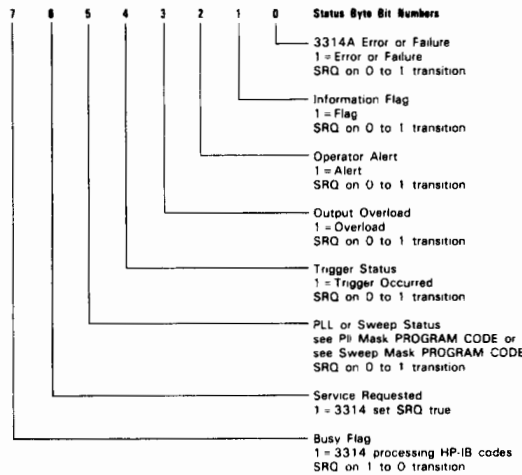 7 6 5 4 3 2 1 0 Status Byte Bit Numbers
3314A Error or Failure
1 = Error or Failure
SRQ on 0 to 1 transition
Information Flag
1 = Flag
SRQ on 0 to 1 transition
Operator Alert
1 = Alert
SRQ on 0 to 1 transition
Output Overload
1 = Overload
SRQ on 0 to 1 transition
Trigger Status
1 = Trigger Occurred
SRQ on 0 to 1 transition
PLL or Sweep Status
see Pll Mask PROGRAM CODE or
see Sweep Mask PROGRAM CODE
SRQ on 0 to 1 transition
Service Requested
1 = 3314 set SRQ true
Busy Flag
1 = 3314 processing HP-IB codes
SRQ on 1 to 0 transition